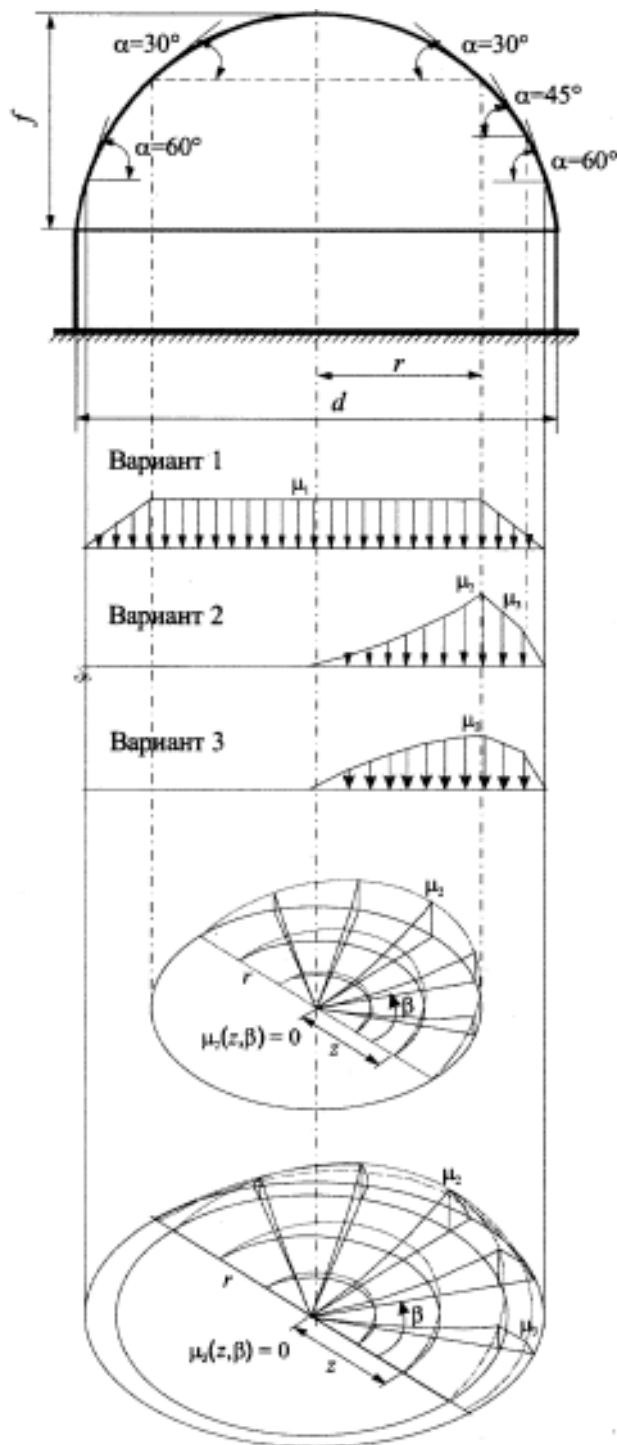 α=30°
α=30°
f
α=45°
α=60°
α=60°
r
d
Вариант 1
μ₁
Вариант 2
μ₂
μ₃
Вариант 3
μ₂
μ₂
r
β
z
μ₂(z,β) = 0
μ₂
r
β
μ₃
z
μ₂(z,β) = 0